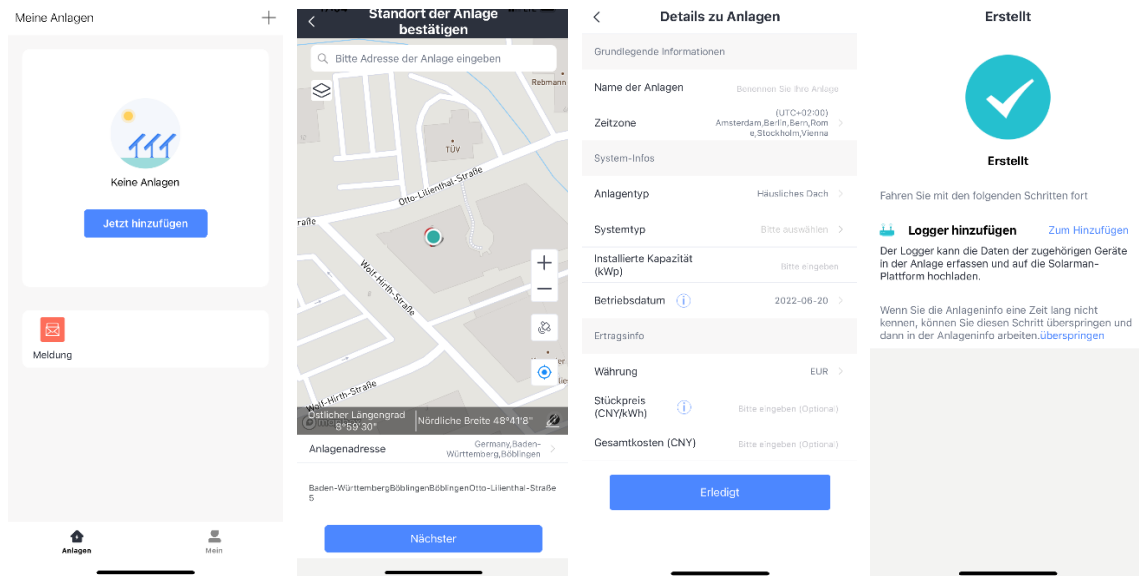 Meine Anlagen
Keine Anlagen
Jetzt hinzufügen
Meldung
Anlagen
Mein
Standort der Anlage
bestätigen
Bitte Adresse der Anlage eingeben
Rebmann
TÜV
Otto-Lilienthal-Straße
raße
Wolf-Hirth-Straße
Wolf-Hirth-Straße
Östlicher Längengrad
8°59'30"
Nördliche Breite 48°41'8"
Anlagenadresse
Germany,Baden-
Württemberg,Böblingen
Baden-WürttembergBöblingenBöblingenOtto-Lilienthal-Straße
5
Nächster
Details zu Anlagen
Grundlegende Informationen
Name der Anlagen
Benennen Sie Ihre Anlage
Zeitzone
(UTC+02:00)
Amsterdam,Berlin,Bern,Rom
e,Stockholm,Vienna
System-Infos
Anlagentyp
Häusliches Dach
Systemtyp
Bitte auswählen
Installierte Kapazität
(kWp)
Bitte eingeben
Betriebsdatum
2022-06-20
Ertragsinfo
Währung
EUR
Stückpreis
(CNY/kWh)
Bitte eingeben (Optional)
Gesamtkosten (CNY)
Bitte eingeben (Optional)
Erledigt
Erstellt
Erstellt
Fahren Sie mit den folgenden Schritten fort
Logger hinzufügen
Zum Hinzufügen
Der Logger kann die Daten der zugehörigen Geräte
in der Anlage erfassen und auf die Solarman-
Plattform hochladen.
Wenn Sie die Anlageninfo eine Zeit lang nicht
kennen, können Sie diesen Schritt überspringen und
dann in der Anlageninfo arbeiten.überspringen